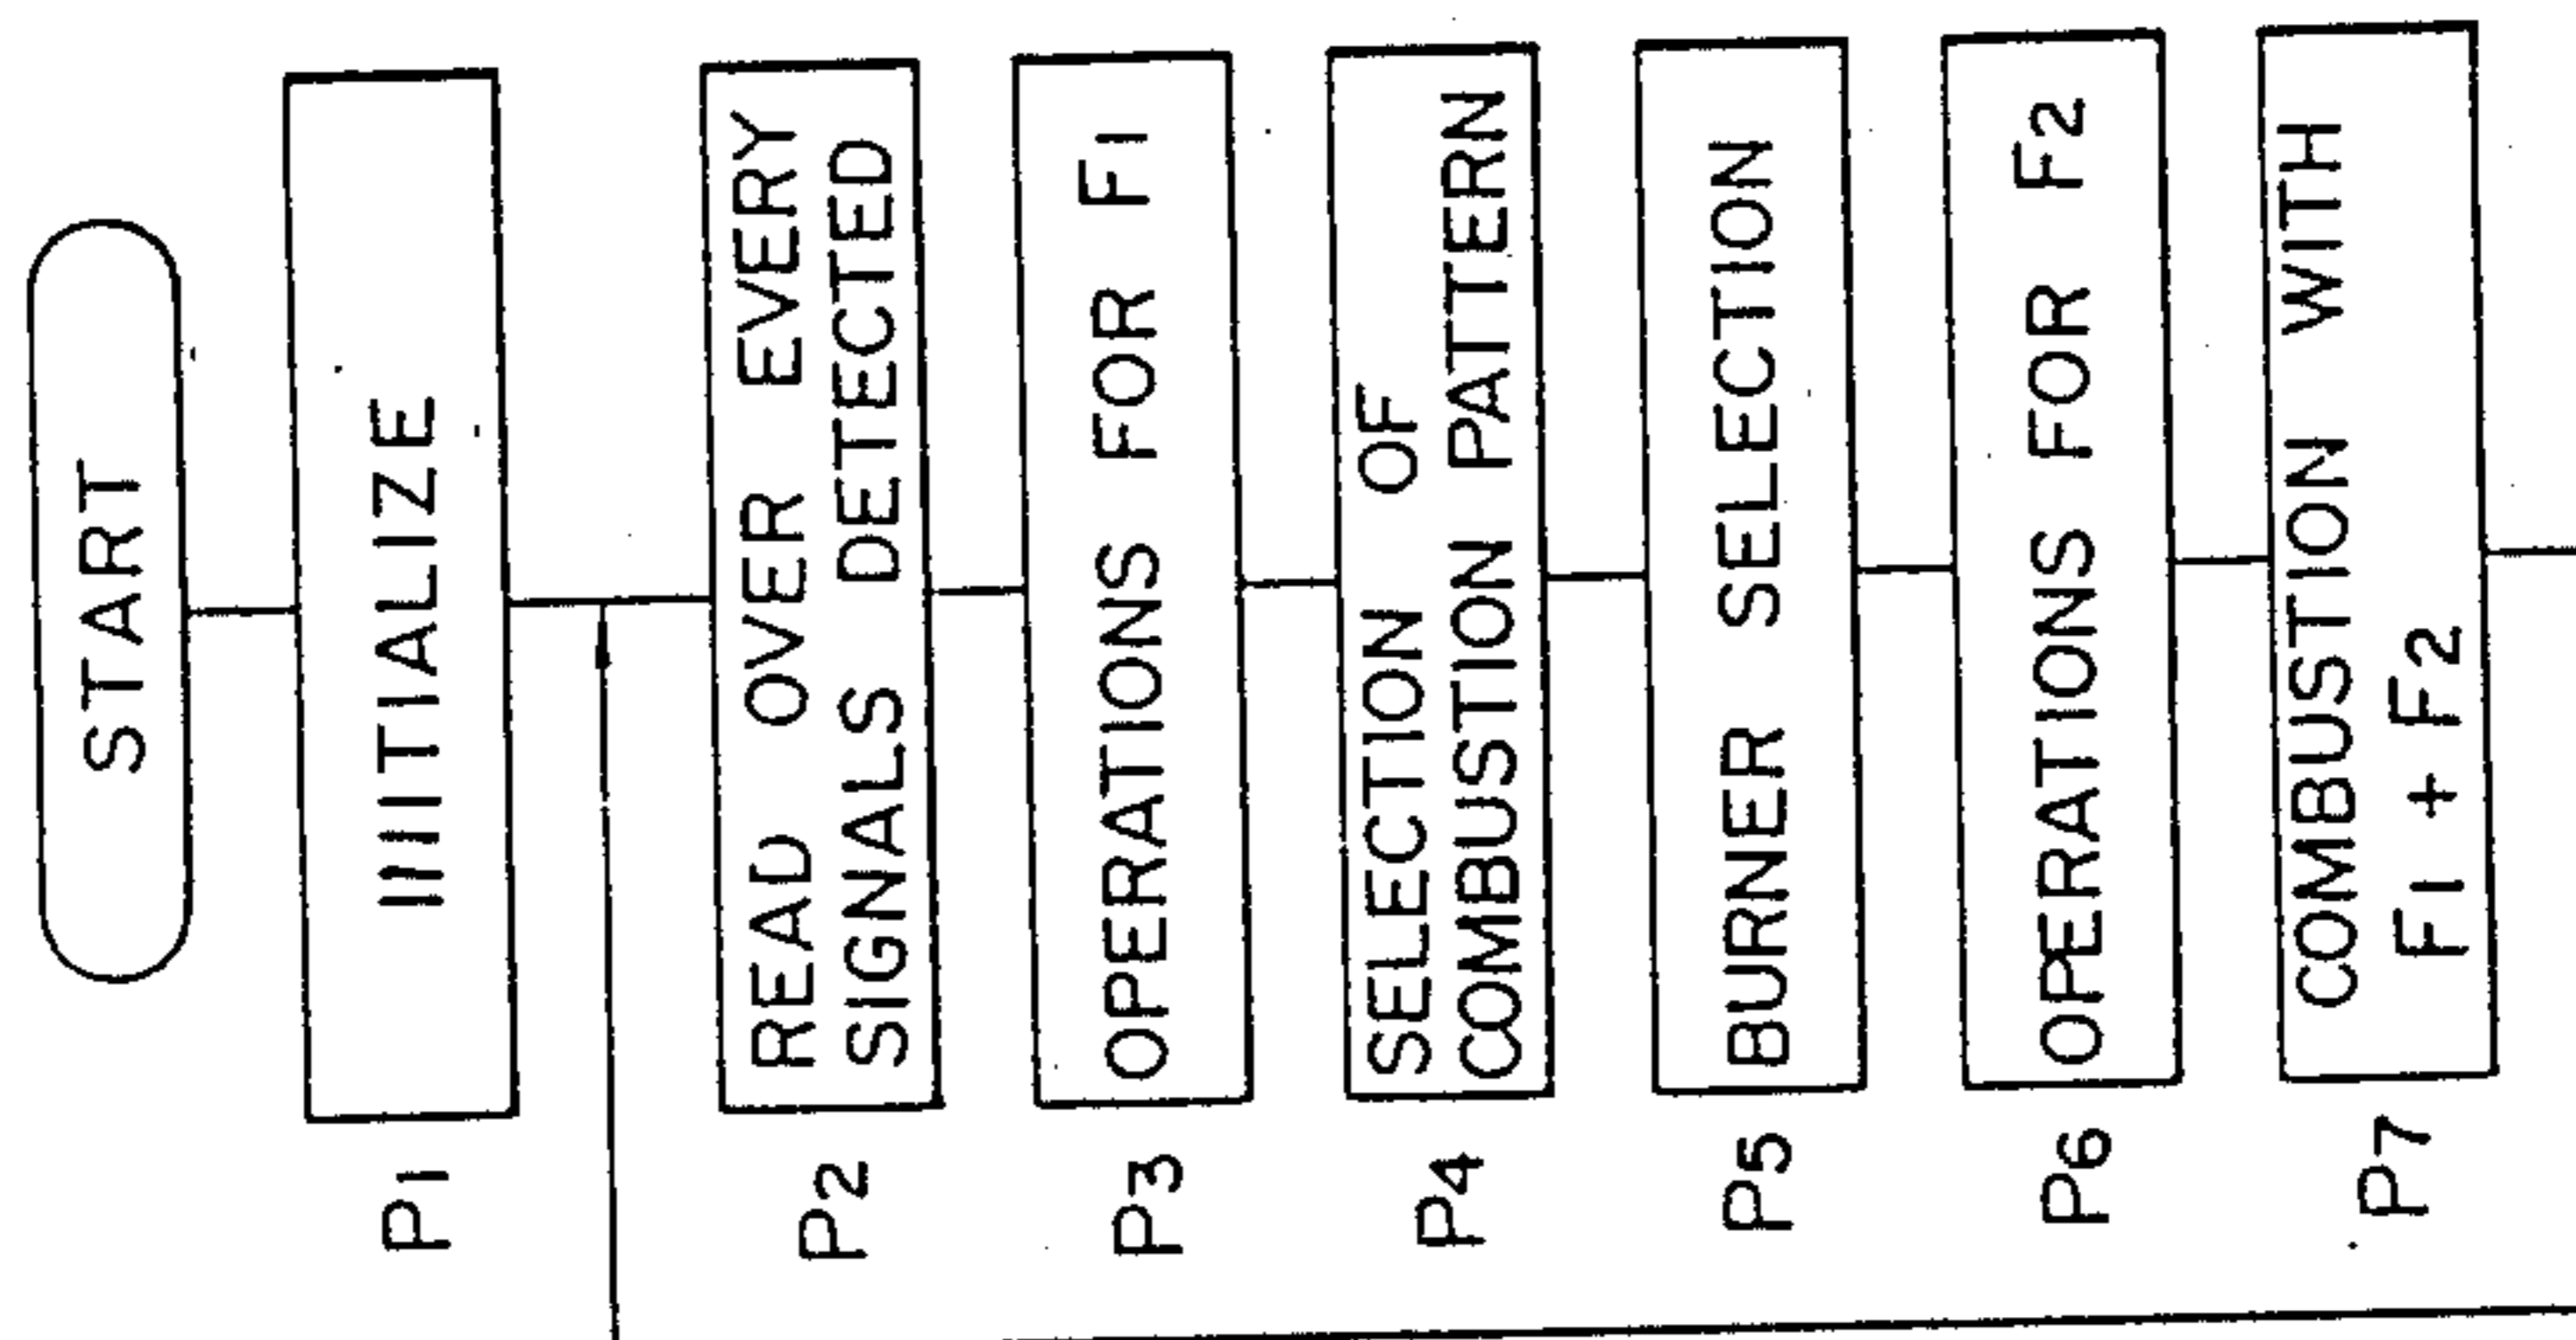 START
P1 INITIALIZE
P2 READ OVER EVERY
SIGNALS DETECTED
P3 OPERATIONS FOR F1
P4 SELECTION OF
COMBUSTION PATTERN
P5 BURNER SELECTION
P6 OPERATIONS FOR F2
P7 COMBUSTION WITH
F1 + F2